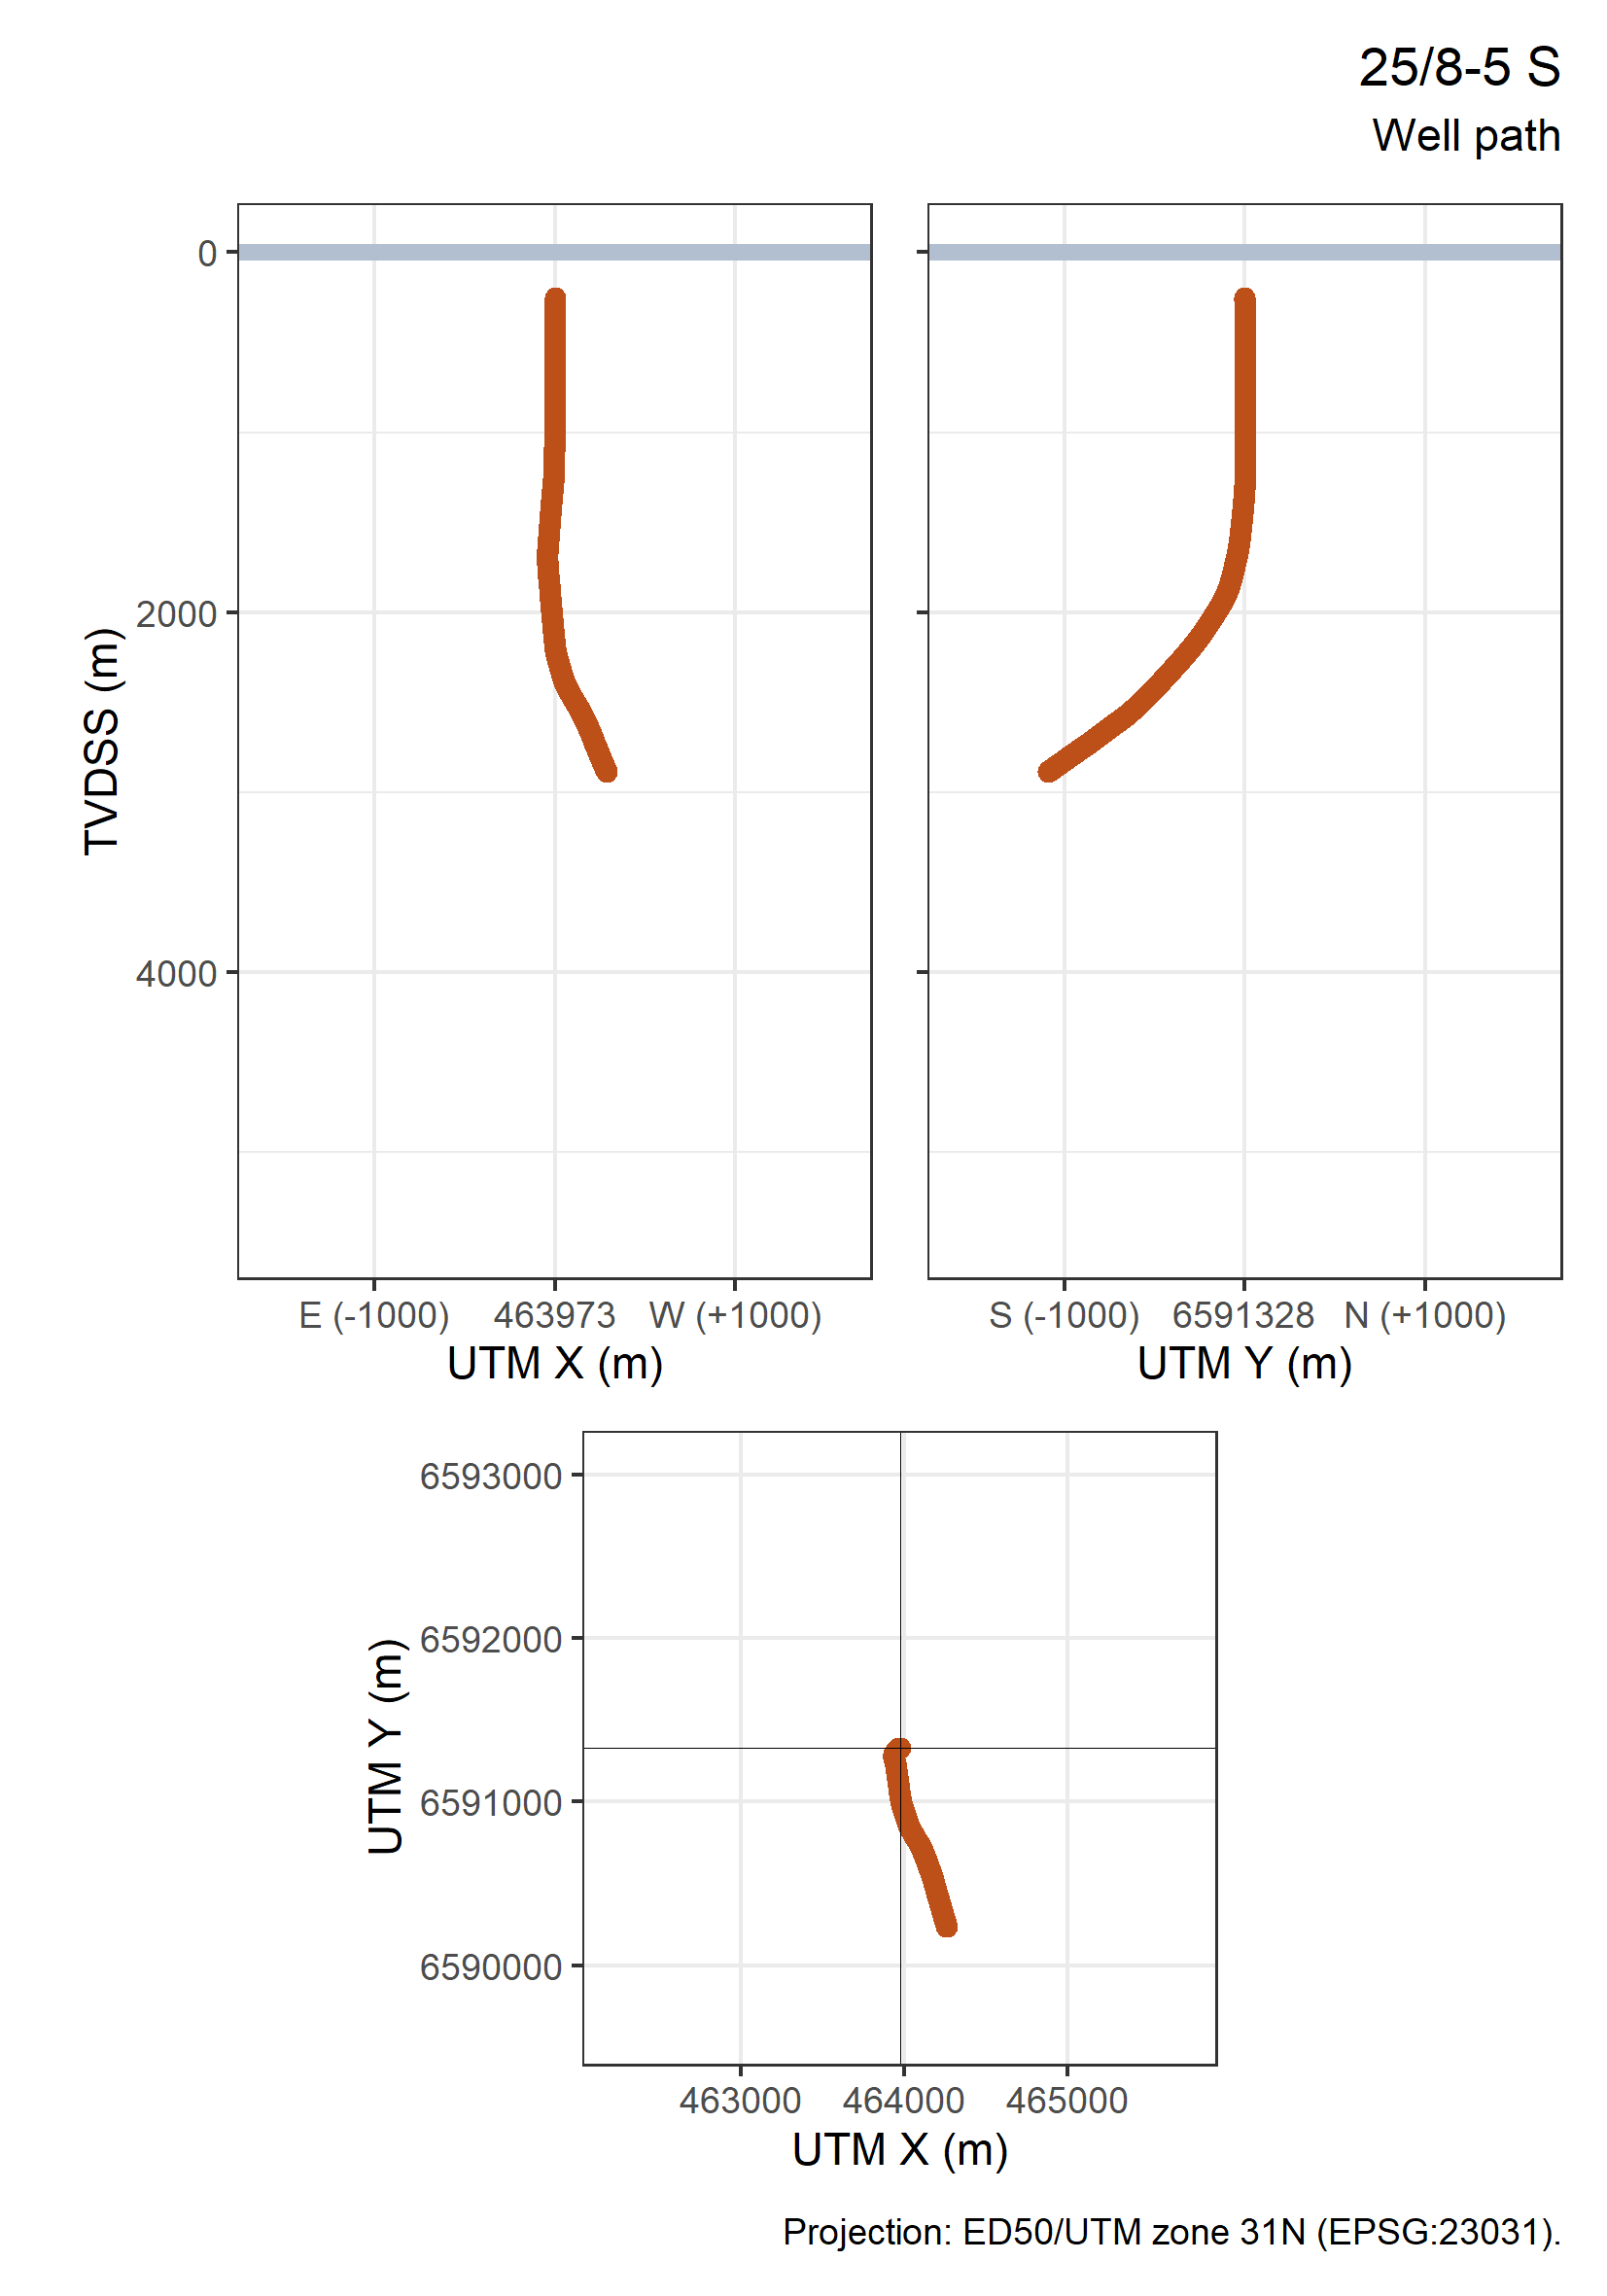 25/8-5 S
Well path
TVDSS (m)
0
2000
4000
E (-1000) 463973 W (+1000)
UTM X (m)
S (-1000) 6591328 N (+1000)
UTM Y (m)
UTM Y (m)
6593000
6592000
6591000
6590000
463000 464000 465000
UTM X (m)
Projection: ED50/UTM zone 31N (EPSG:23031).